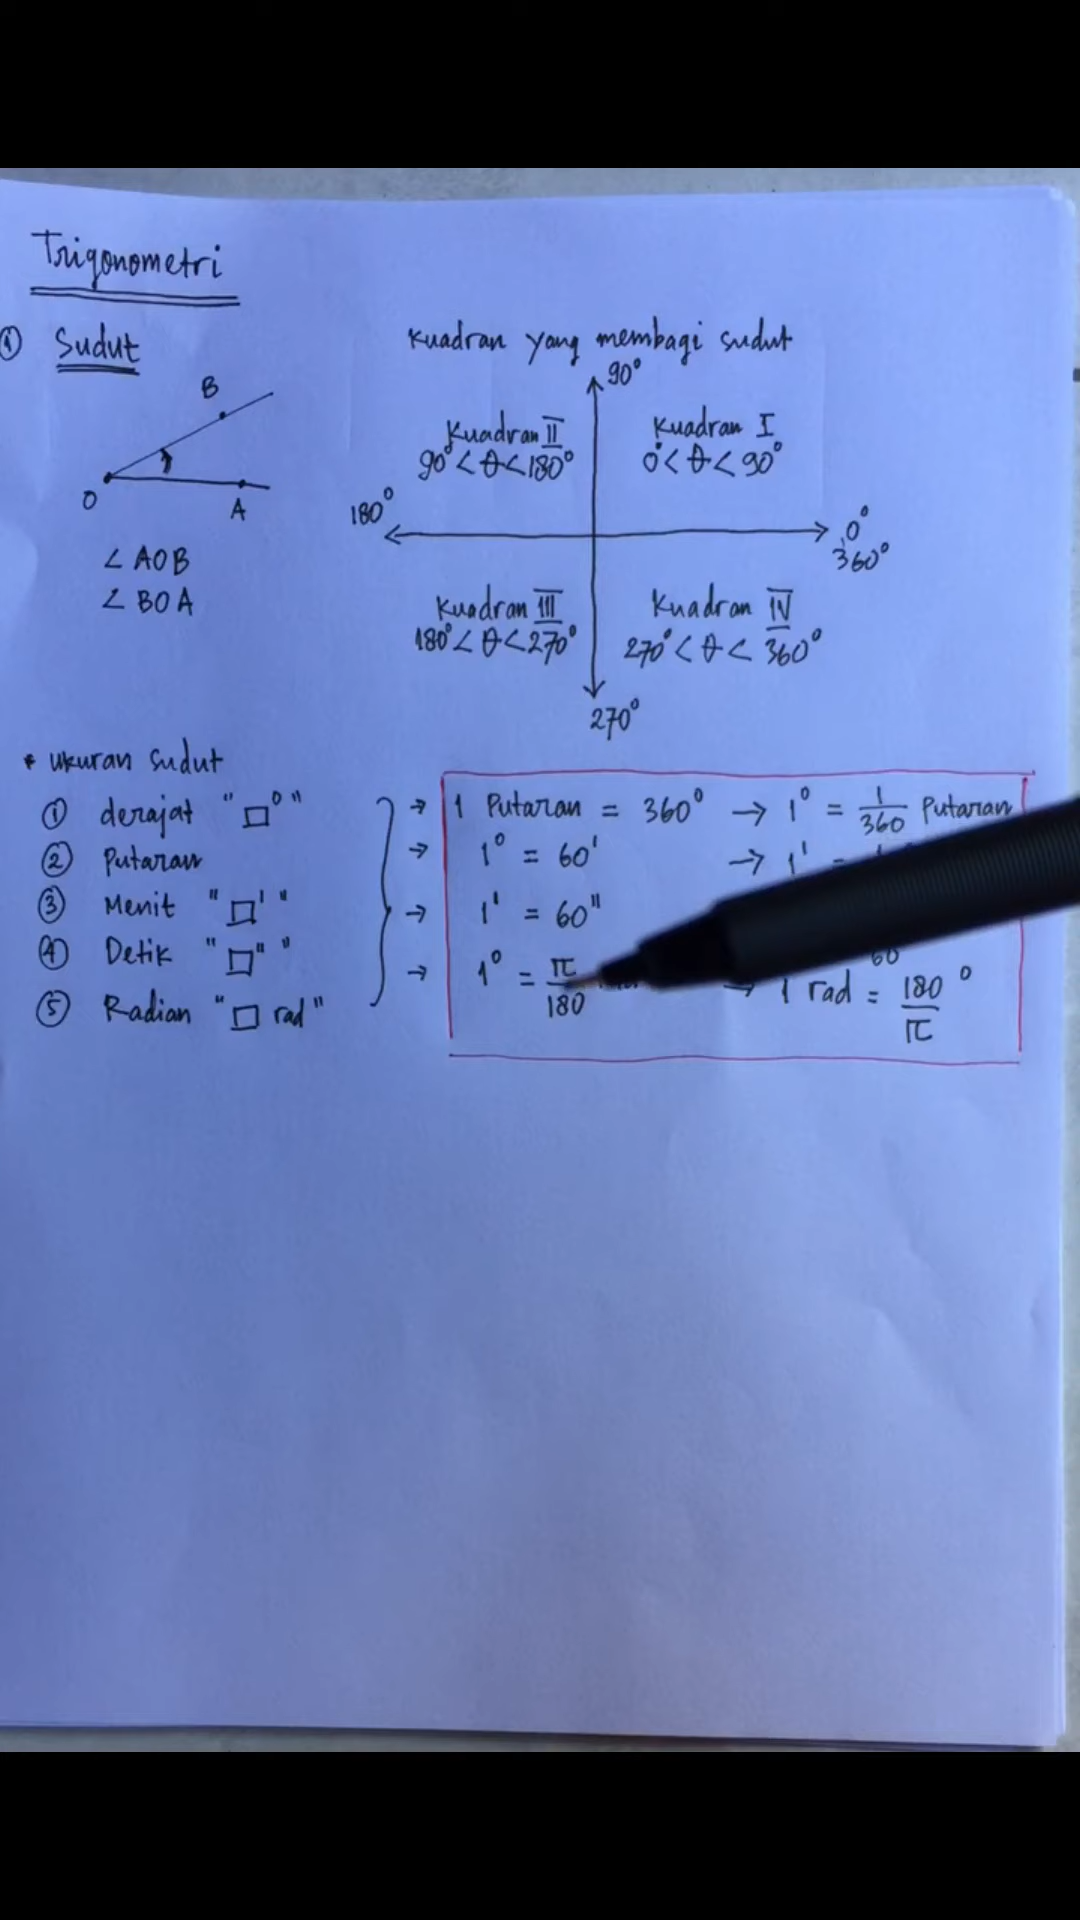 Trigonometri
① Sudut
B
O
A
∠ AOB
∠ BOA
Kuadran yang membagi sudut
90°
Kuadran II
90° < θ < 180°
Kuadran I
0° < θ < 90°
180°
0°
360°
Kuadran III
180° < θ < 270°
Kuadran IV
270° < θ < 360°
270°
* ukuran sudut
① derajat "□°"
② Putaran
③ Menit "□'"
④ Detik "□""
⑤ Radian "□ rad"
→ 1 Putaran = 360° → 1° = 1/360 Putaran
→ 1° = 60' → 1' =
→ 1' = 60"
60
→ 1° = π/180 → 1 rad = 180/π °